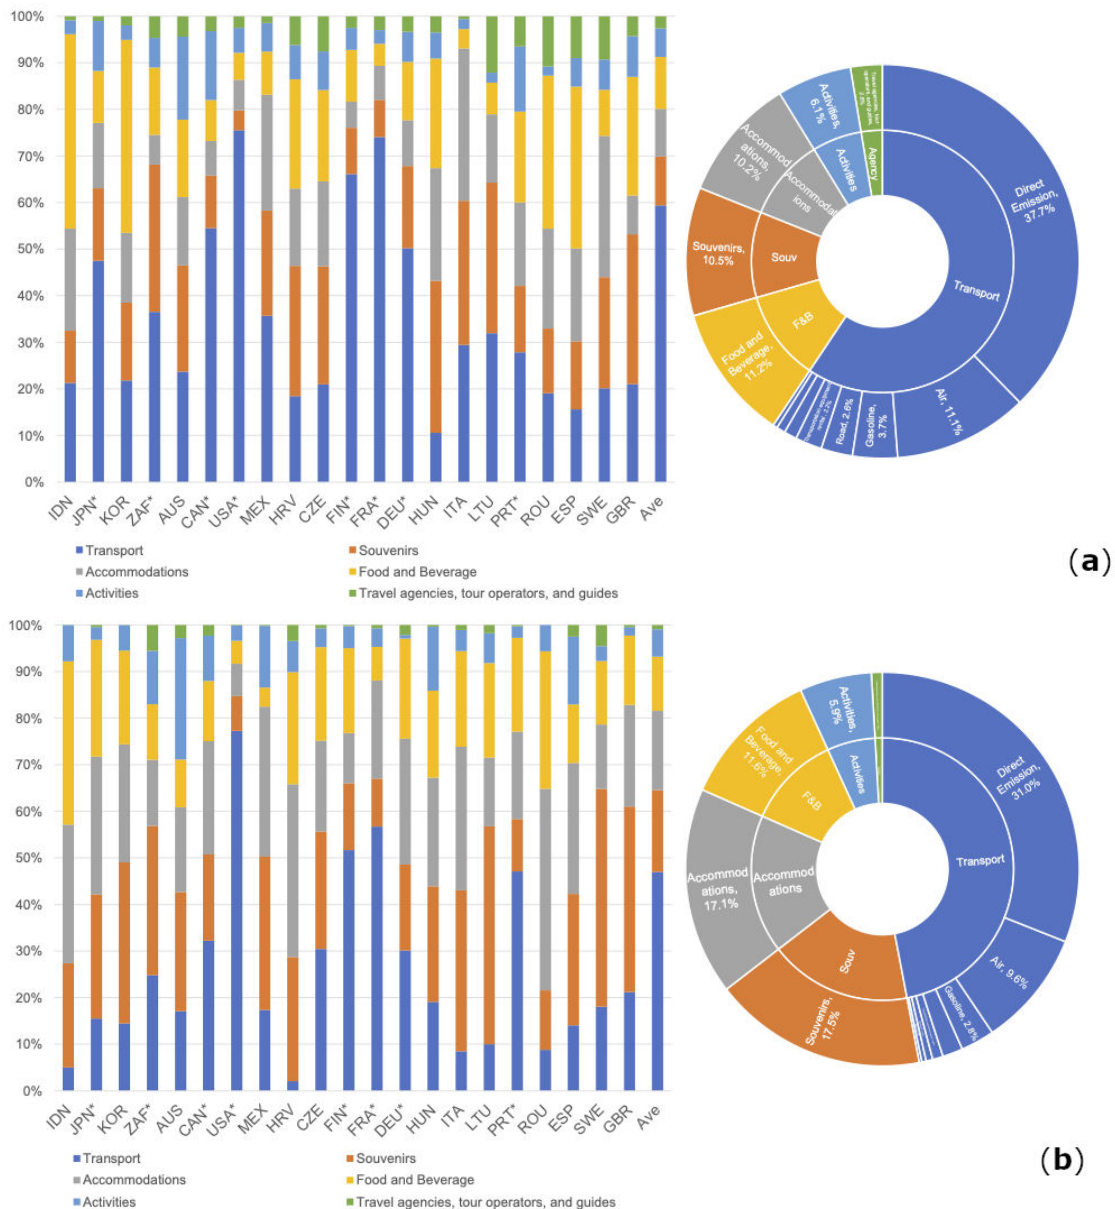 100%
90%
80%
70%
60%
50%
40%
30%
20%
10%
0%
IDN
JPN*
KOR
ZAF*
AUS
CAN*
USA*
MEX
HRV
CZE
FIN*
FRA*
DEU*
HUN
ITA
LTU
PRT*
ROU
ESP
SWE
GBR
Ave
Transport
Souvenirs
Accommodations
Food and Beverage
Activities
Travel agencies, tour operators, and guides
Direct
Emission,
37.7%
Air, 11.1%
Gasoline,
3.7%
Road, 2.6%
Food and
Beverage,
11.2%
Souvenirs,
10.5%
Accommod
ations,
10.2%
Activities,
6.1%
Travel agencies, tour
operators, and guides,
Transport
F&B
Souv
Accommodat
ions
Activities
Agency
(a)
100%
90%
80%
70%
60%
50%
40%
30%
20%
10%
0%
IDN
JPN*
KOR
ZAF*
AUS
CAN*
USA*
MEX
HRV
CZE
FIN*
FRA*
DEU*
HUN
ITA
LTU
PRT*
ROU
ESP
SWE
GBR
Ave
Transport
Souvenirs
Accommodations
Food and Beverage
Activities
Travel agencies, tour operators, and guides
Direct
Emission,
31.0%
Air, 9.6%
Gasoline, 2.8%
Souvenirs,
17.5%
Accommod
ations,
17.1%
Food and
Beverage,
11.6%
Activities,
5.9%
Transport
Souv
Accommod
ations
F&B
Activities
(b)